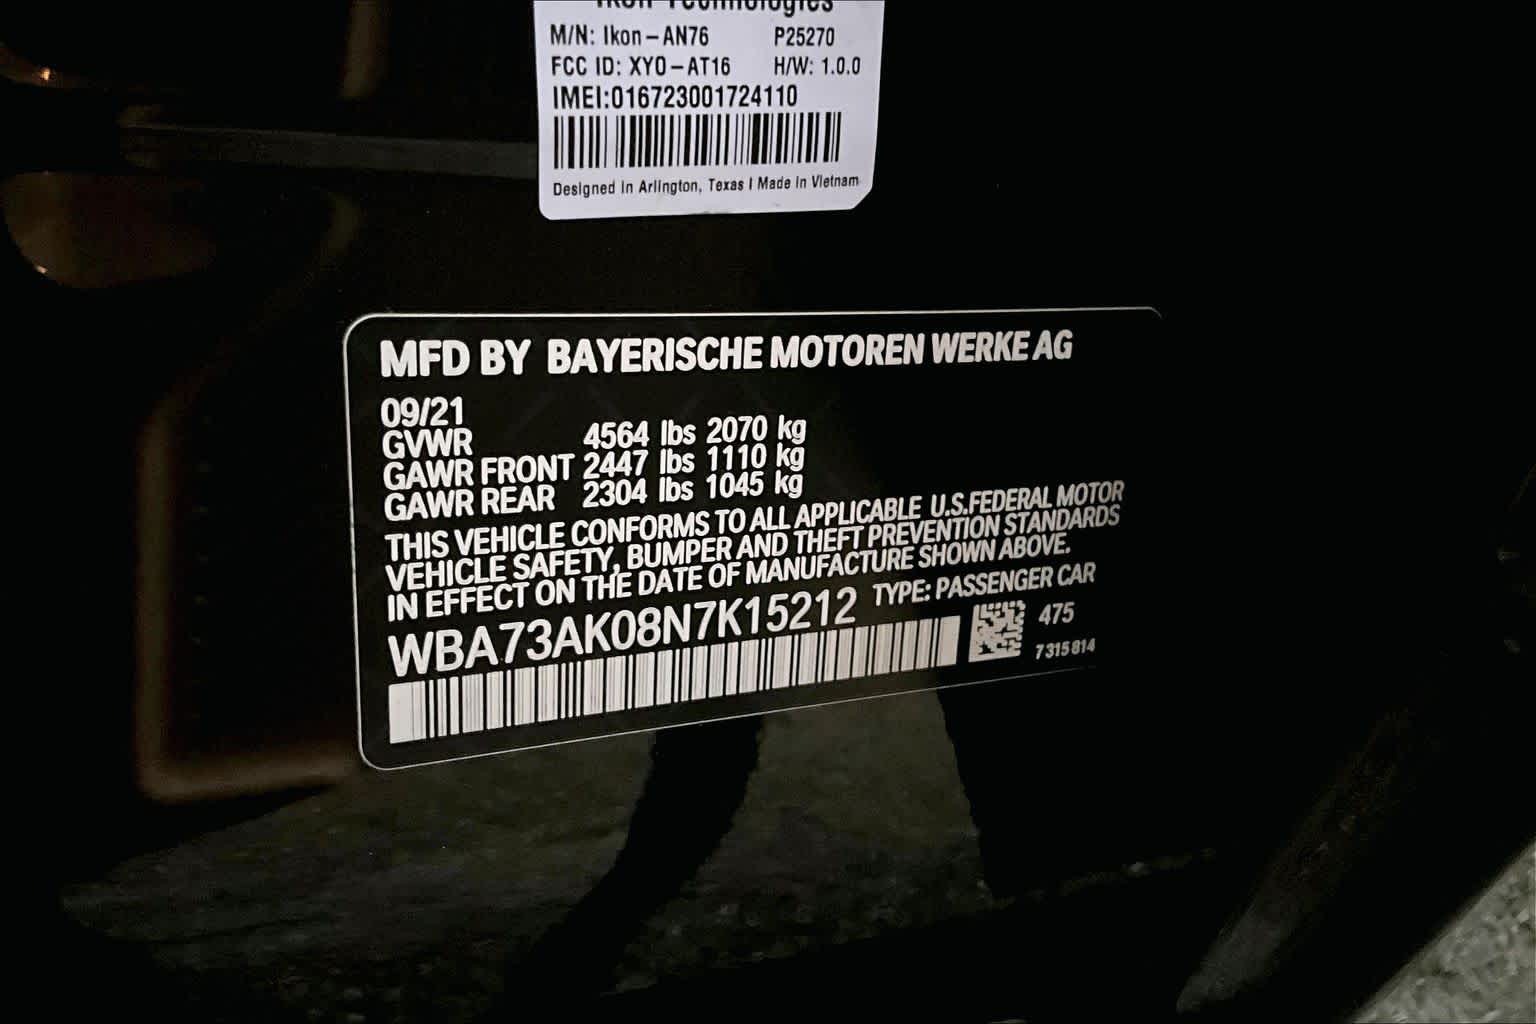 Ikon Technologies
M/N: Ikon-AN76 P25270
FCC ID: XYO-AT16 H/W: 1.0.0
IMEI:016723001724110
Designed in Arlington, Texas | Made in Vietnam
MFD BY BAYERISCHE MOTOREN WERKE AG
09/21
GVWR 4564 lbs 2070 kg
GAWR FRONT 2447 lbs 1110 kg
GAWR REAR 2304 lbs 1045 kg
THIS VEHICLE CONFORMS TO ALL APPLICABLE U.S.FEDERAL MOTOR
VEHICLE SAFETY, BUMPER AND THEFT PREVENTION STANDARDS
IN EFFECT ON THE DATE OF MANUFACTURE SHOWN ABOVE.
WBA73AK08N7K15212 TYPE: PASSENGER CAR
475
7315814